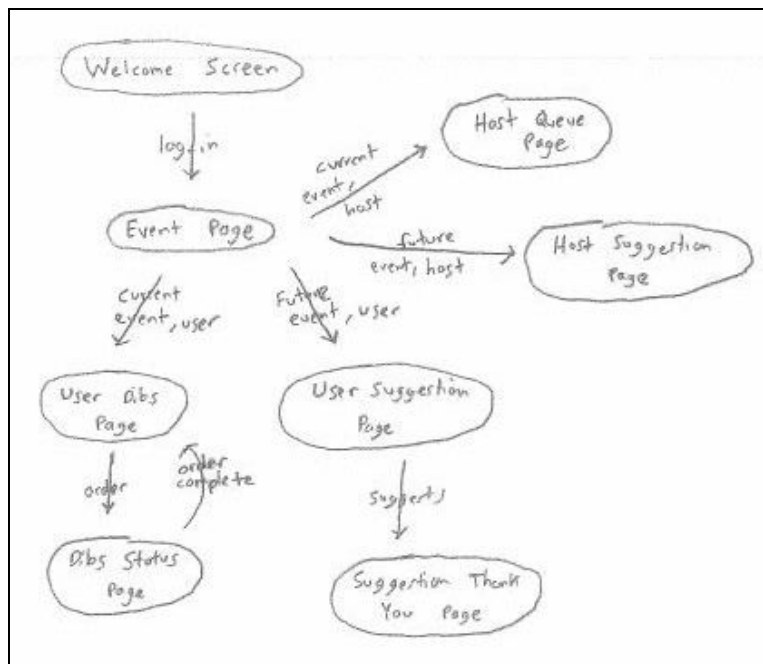 Welcome Screen
log in
Host Queue
Page
current
event,
host
Event Page
future
event, host
Host Suggestion
Page
current
event, user
Future
event, user
User Dibs
Page
User Suggestion
Page
order
order
complete
suggests
Dibs Status
Page
Suggestion Thank
You Page